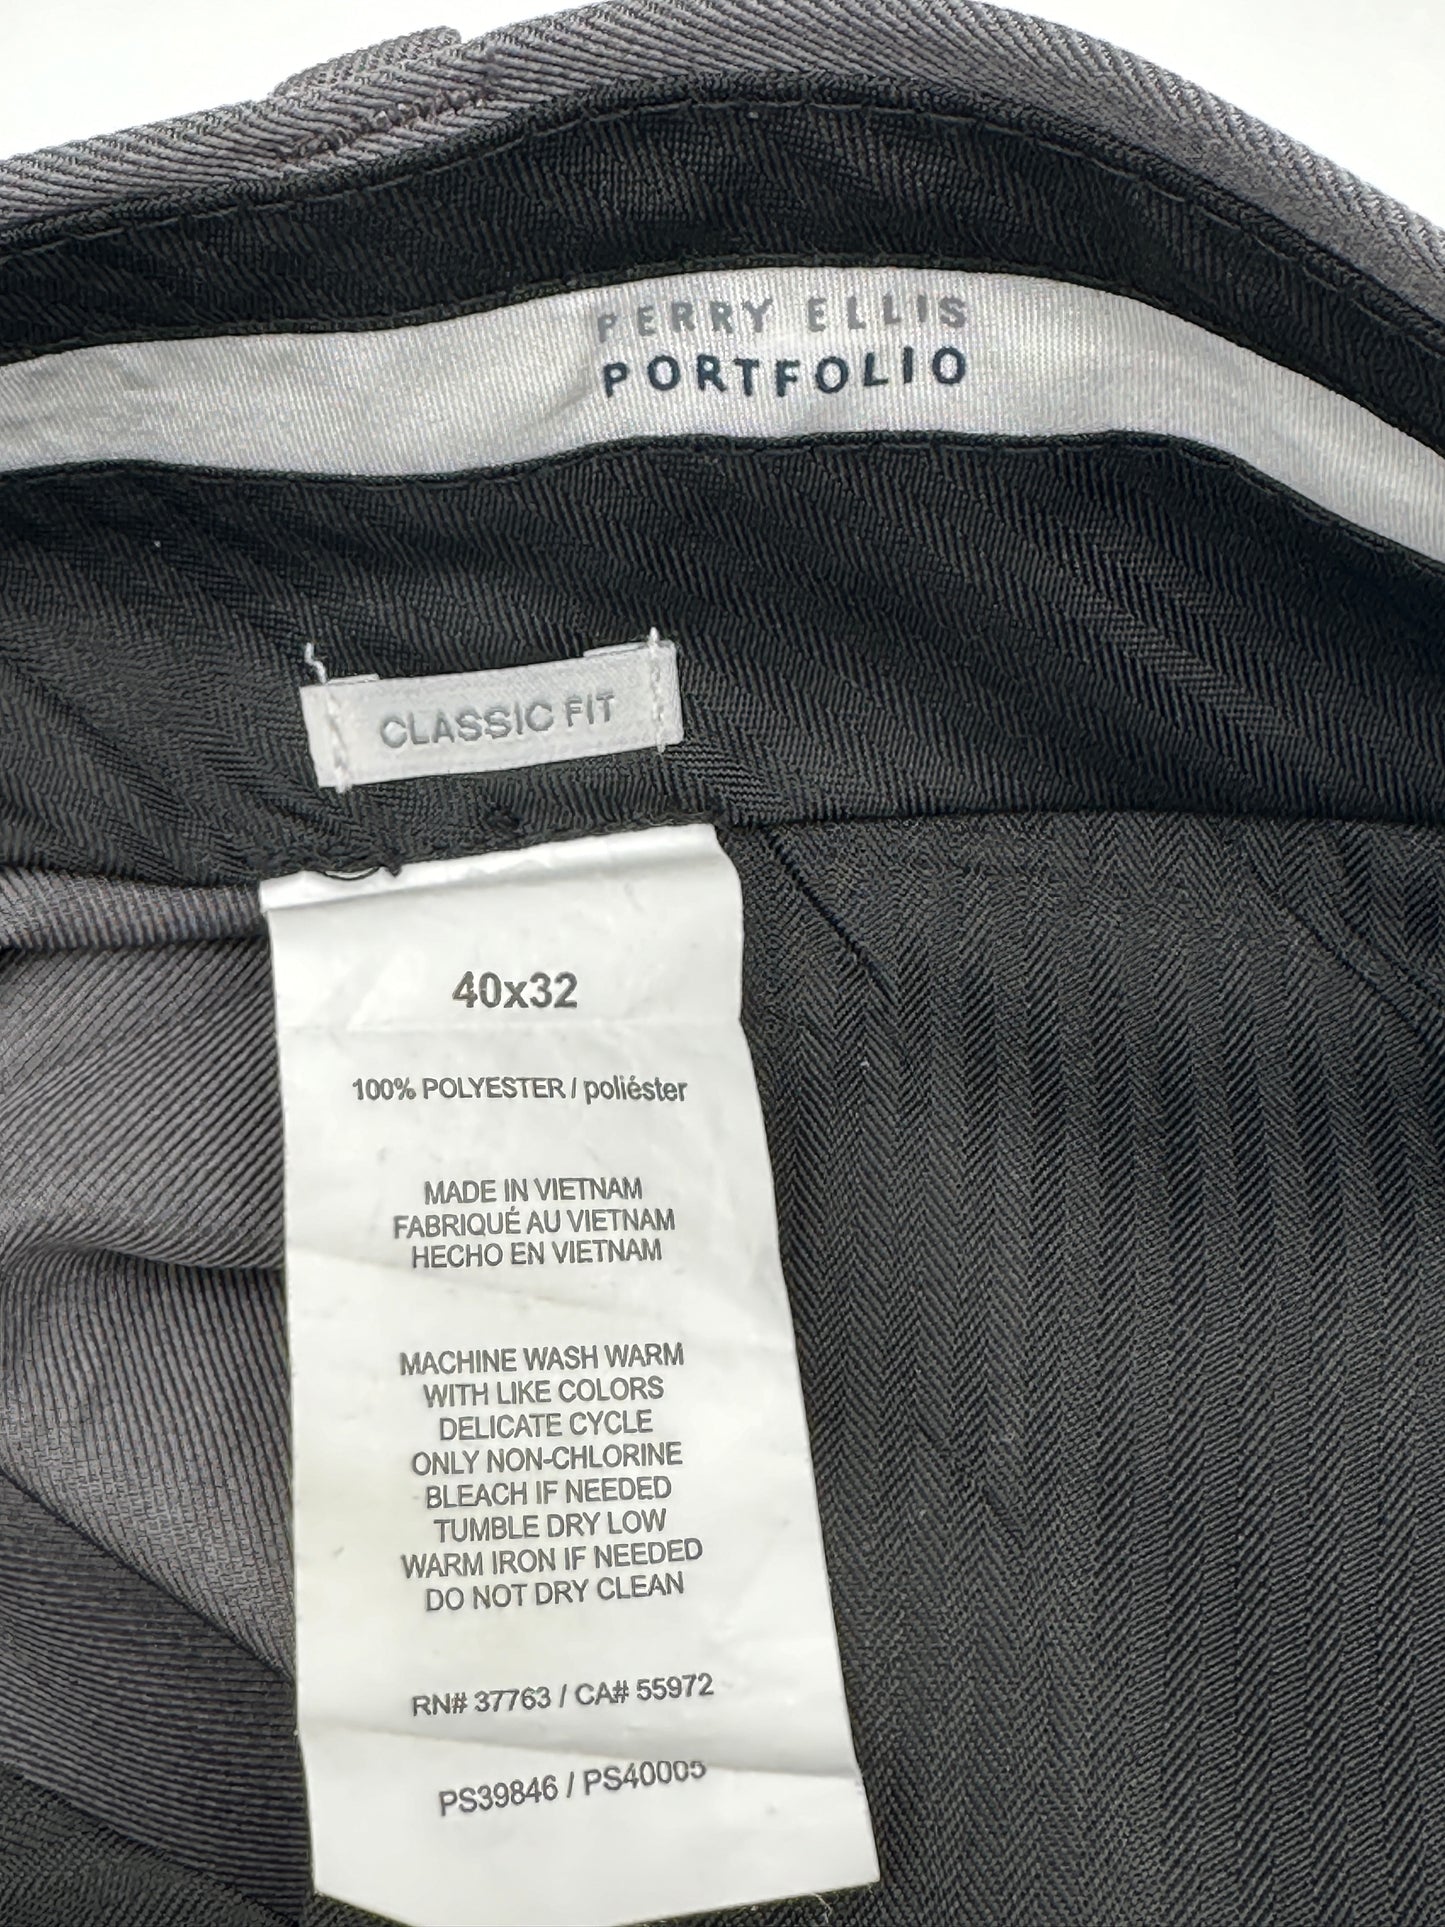 PERRY ELLIS
PORTFOLIO
CLASSIC FIT
40x32
100% POLYESTER / poliéster
MADE IN VIETNAM
FABRIQUÉ AU VIETNAM
HECHO EN VIETNAM
MACHINE WASH WARM
WITH LIKE COLORS
DELICATE CYCLE
ONLY NON-CHLORINE
BLEACH IF NEEDED
TUMBLE DRY LOW
WARM IRON IF NEEDED
DO NOT DRY CLEAN
RN# 37763 / CA# 55972
PS39846 / PS40005